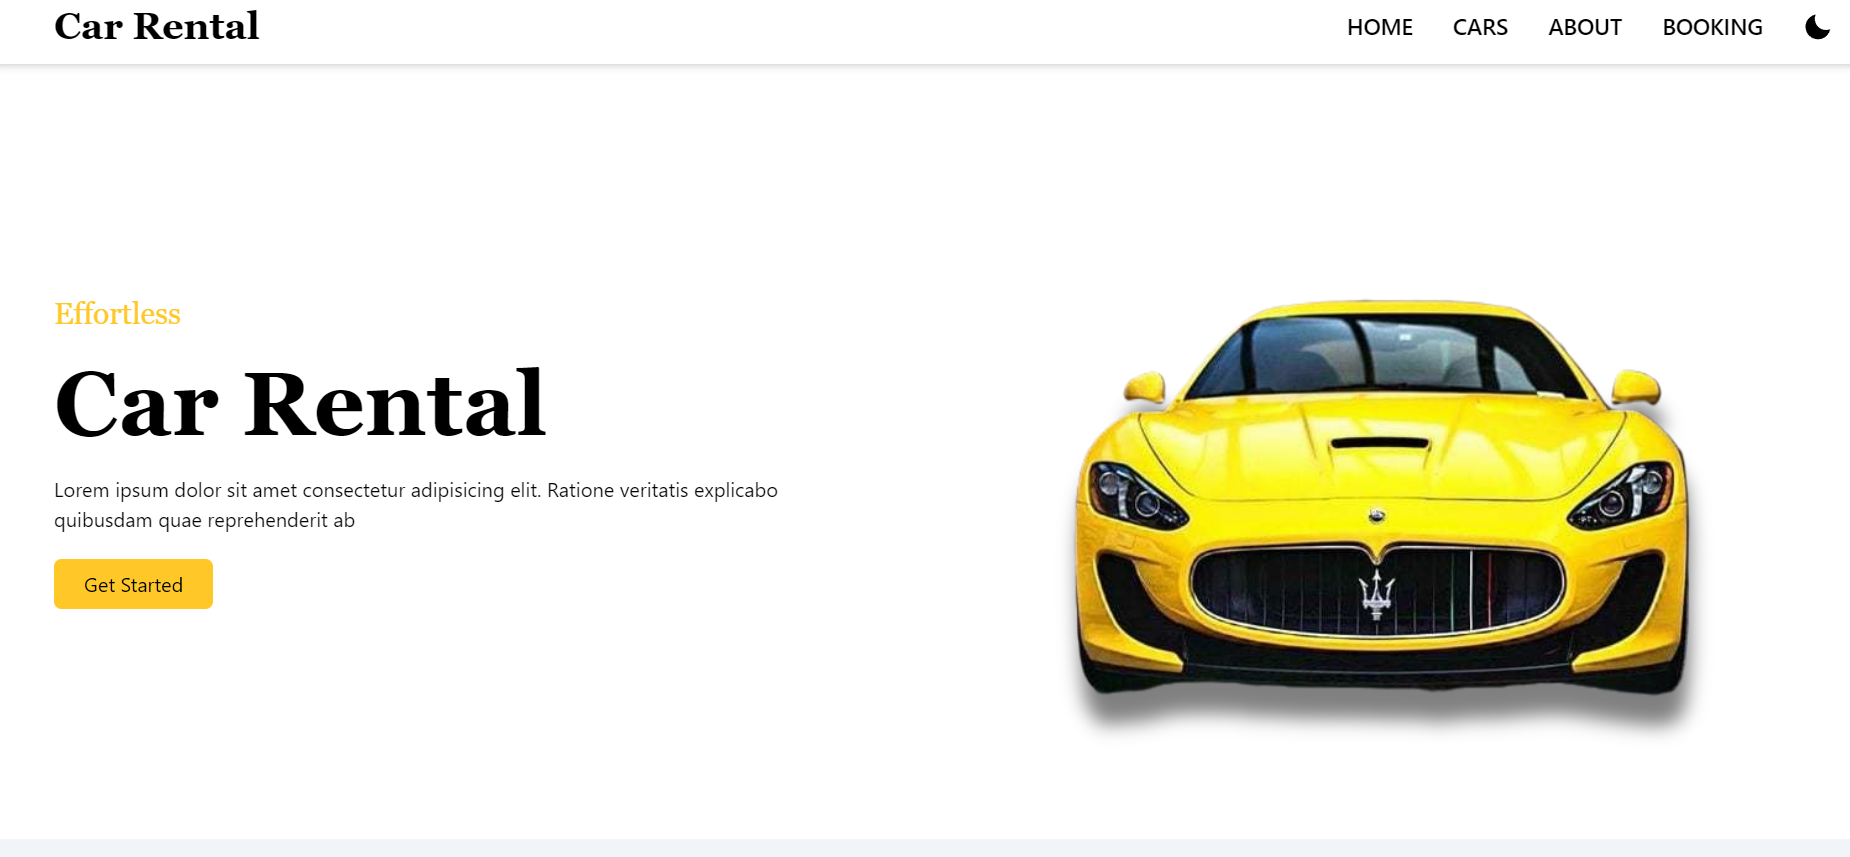 Car Rental
HOME CARS ABOUT BOOKING
Effortless
Car Rental
Lorem ipsum dolor sit amet consectetur adipisicing elit. Ratione veritatis explicabo
quibusdam quae reprehenderit ab
Get Started